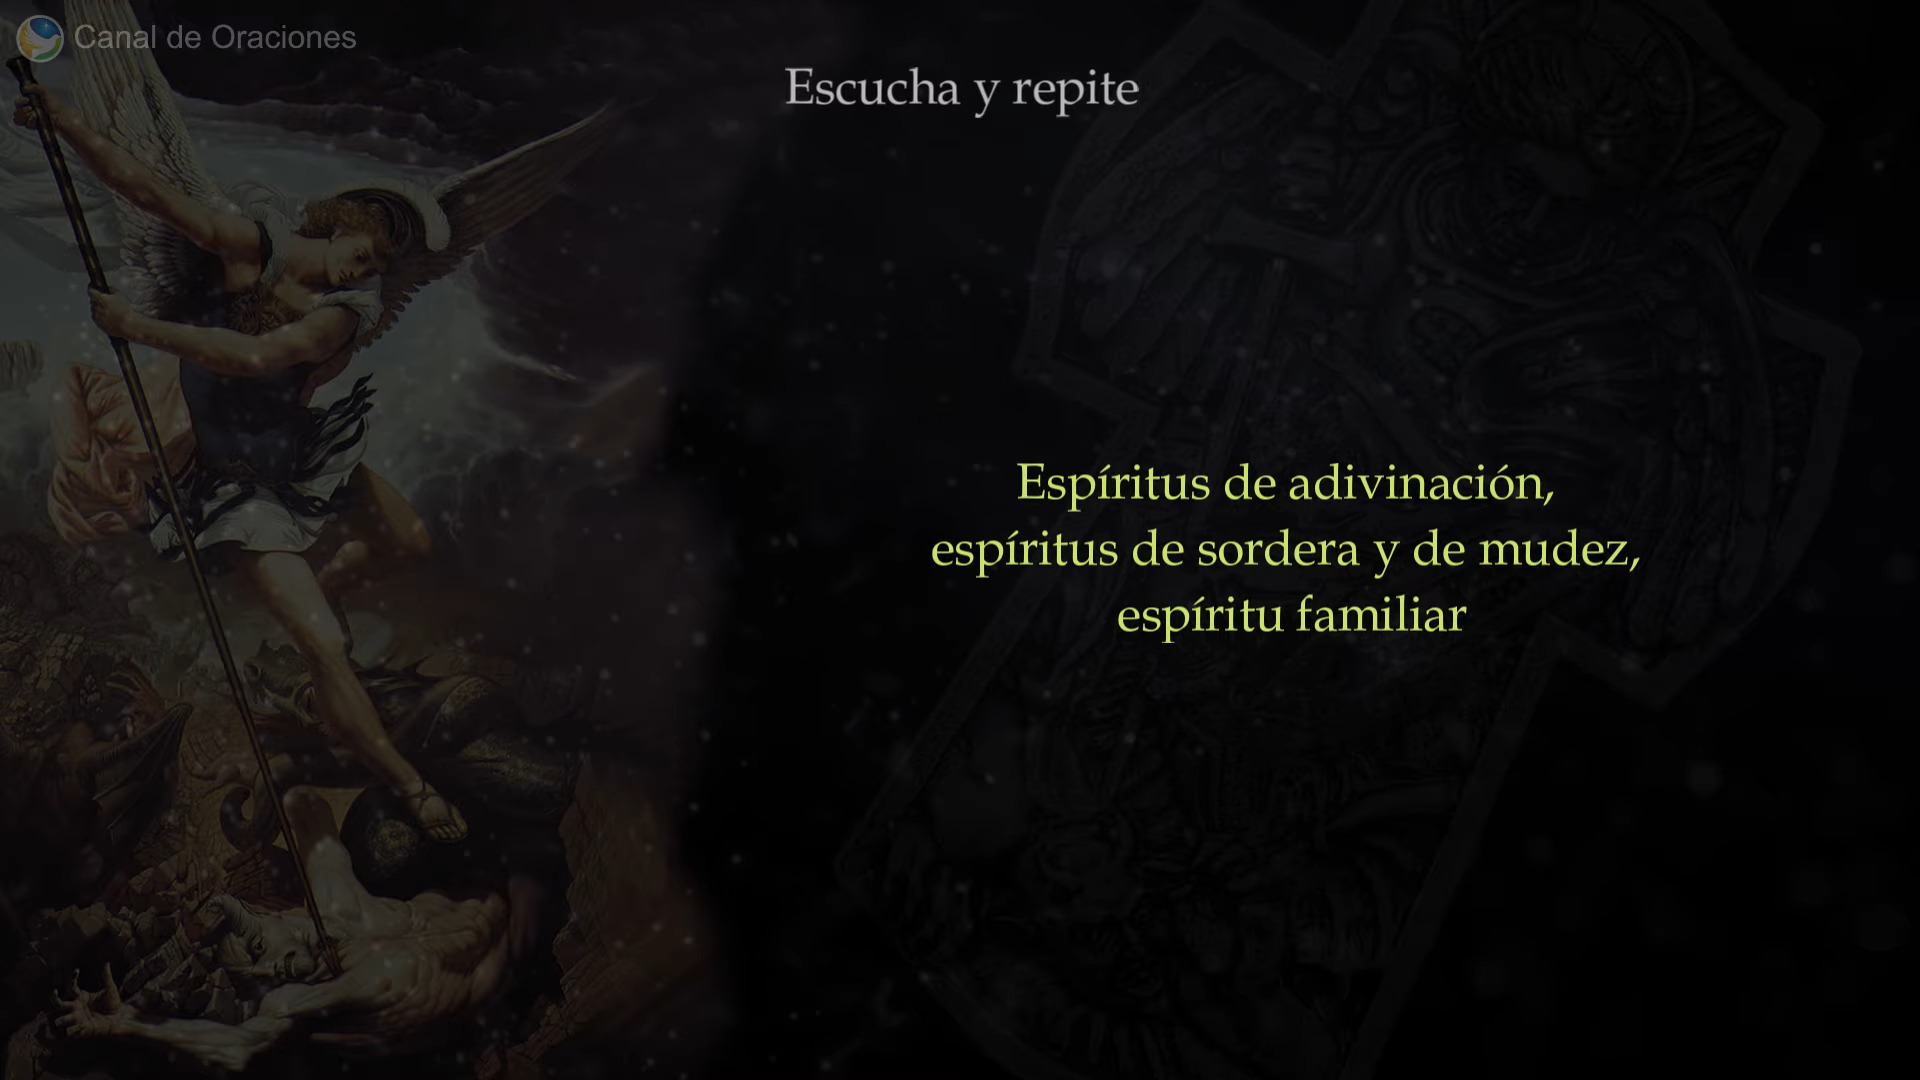 Canal de Oraciones
Escucha y repite
Espíritus de adivinación,
espíritus de sordera y de mudez,
espíritu familiar